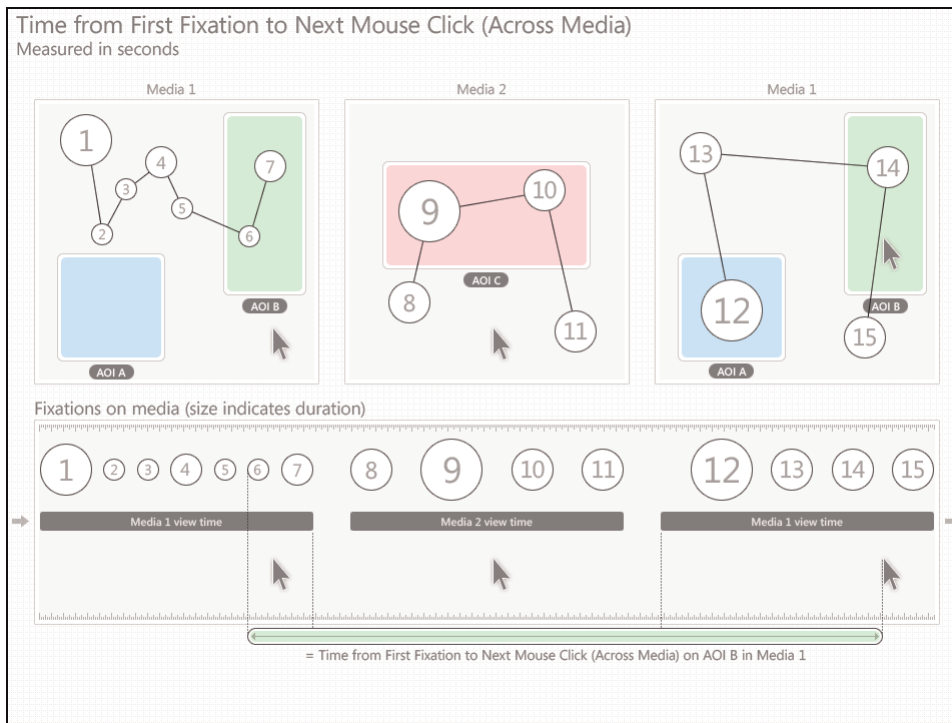 Time from First Fixation to Next Mouse Click (Across Media)
Measured in seconds
Media 1
Media 2
Media 1
1
2
3
4
5
6
7
AOI A
AOI B
8
9
10
11
AOI C
12
13
14
15
AOI A
AOI B
Fixations on media (size indicates duration)
1 2 3 4 5 6 7 8 9 10 11 12 13 14 15
Media 1 view time
Media 2 view time
Media 1 view time
= Time from First Fixation to Next Mouse Click (Across Media) on AOI B in Media 1